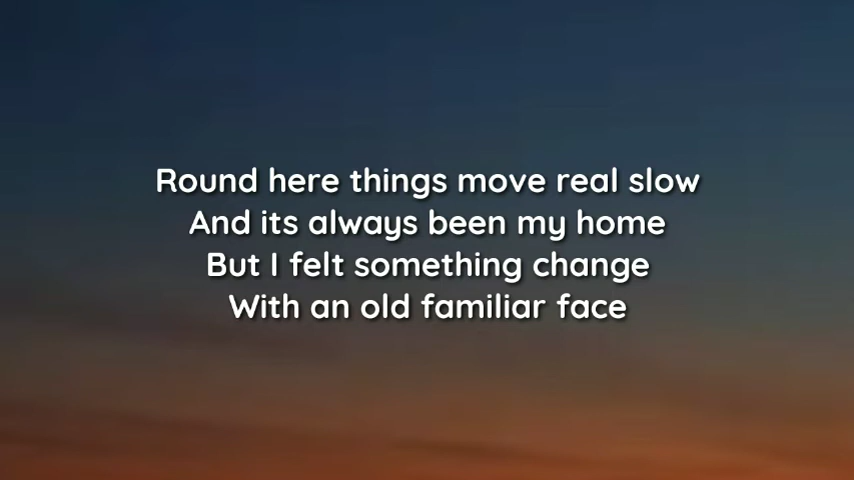 Round here things move real slow
And its always been my home
But I felt something change
With an old familiar face